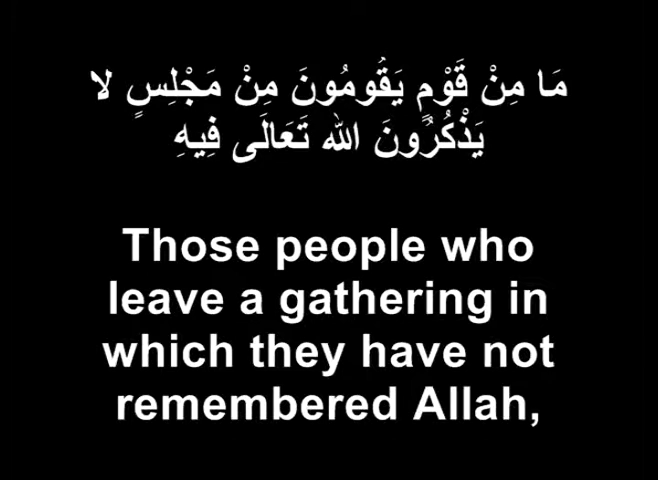 مَا مِنْ قَوْمٍ يَقُومُونَ مِنْ مَجْلِسٍ لا
يَذْكُرُونَ الله تَعَالَى فِيهِ
Those people who
leave a gathering in
which they have not
remembered Allah,